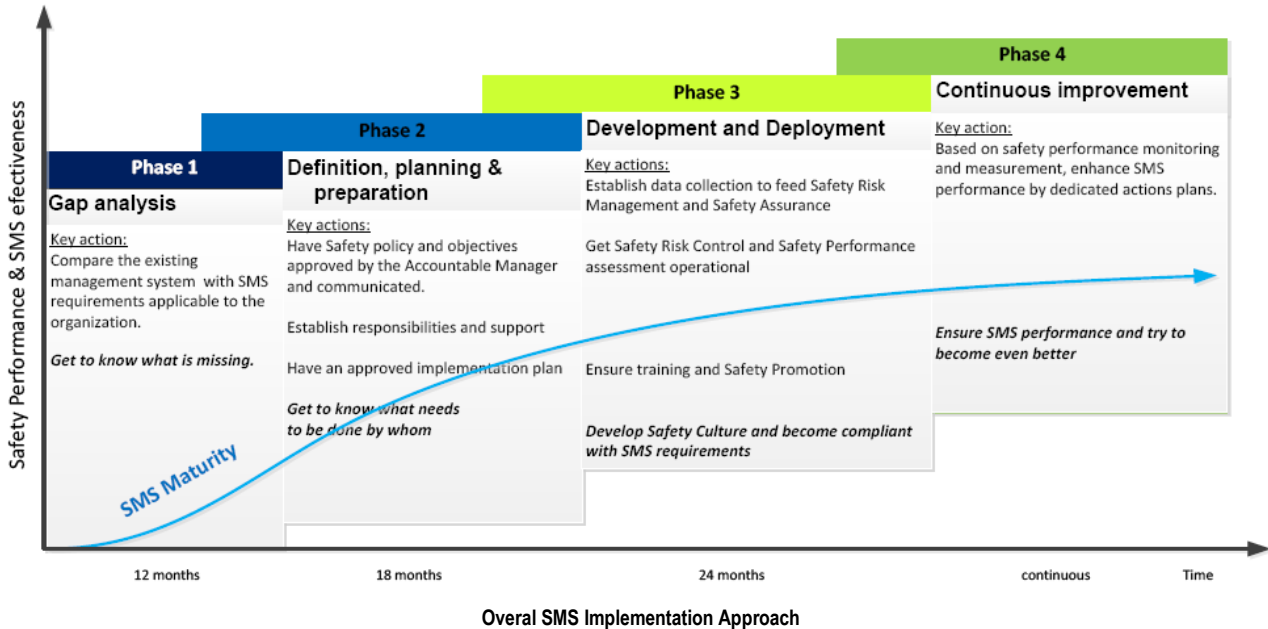 Safety Performance & SMS efectiveness
Phase 1
Gap analysis
Key action:
Compare the existing
management system with SMS
requirements applicable to the
organization.
Get to know what is missing.
Phase 2
Definition, planning &
preparation
Key actions:
Have Safety policy and objectives
approved by the Accountable Manager
and communicated.
Establish responsibilities and support
Have an approved implementation plan
Get to know what needs
to be done by whom
Phase 3
Development and Deployment
Key actions:
Establish data collection to feed Safety Risk
Management and Safety Assurance
Get Safety Risk Control and Safety Performance
assessment operational
Ensure training and Safety Promotion
Develop Safety Culture and become compliant
with SMS requirements
Phase 4
Continuous improvement
Key action:
Based on safety performance monitoring
and measurement, enhance SMS
performance by dedicated actions plans.
Ensure SMS performance and try to
become even better
SMS Maturity
12 months
18 months
24 months
continuous
Time
Overal SMS Implementation Approach